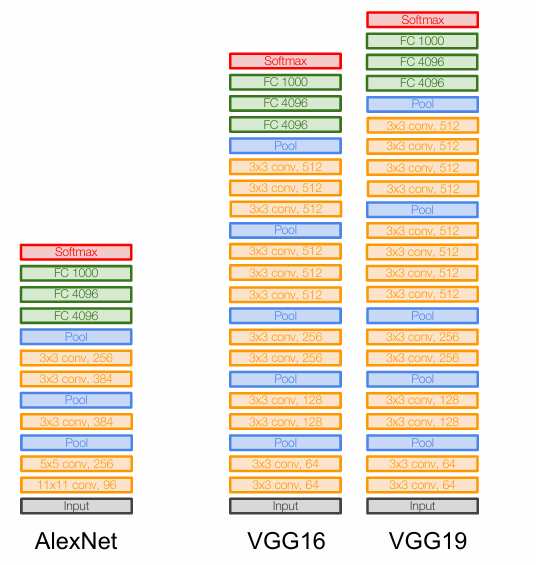 Softmax
FC 1000
FC 4096
FC 4096
Pool
3x3 conv, 256
3x3 conv, 384
Pool
3x3 conv, 384
Pool
5x5 conv, 256
11x11 conv, 96
Input
AlexNet
Softmax
FC 1000
FC 4096
FC 4096
Pool
3x3 conv, 512
3x3 conv, 512
3x3 conv, 512
Pool
3x3 conv, 512
3x3 conv, 512
3x3 conv, 512
Pool
3x3 conv, 256
3x3 conv, 256
Pool
3x3 conv, 128
3x3 conv, 128
Pool
3x3 conv, 64
3x3 conv, 64
Input
VGG16
Softmax
FC 1000
FC 4096
FC 4096
Pool
3x3 conv, 512
3x3 conv, 512
3x3 conv, 512
3x3 conv, 512
Pool
3x3 conv, 512
3x3 conv, 512
3x3 conv, 512
3x3 conv, 512
Pool
3x3 conv, 256
3x3 conv, 256
Pool
3x3 conv, 128
3x3 conv, 128
Pool
3x3 conv, 64
3x3 conv, 64
Input
VGG19